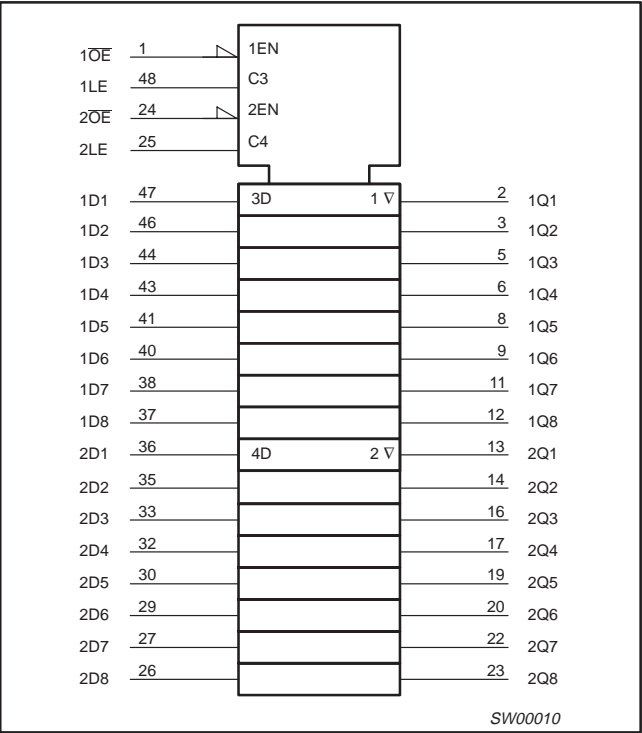 1O̅E̅ 1 1EN
1LE 48 C3
2O̅E̅ 24 2EN
2LE 25 C4
1D1 47 3D 1 ∇ 2 1Q1
1D2 46 3 1Q2
1D3 44 5 1Q3
1D4 43 6 1Q4
1D5 41 8 1Q5
1D6 40 9 1Q6
1D7 38 11 1Q7
1D8 37 12 1Q8
2D1 36 4D 2 ∇ 13 2Q1
2D2 35 14 2Q2
2D3 33 16 2Q3
2D4 32 17 2Q4
2D5 30 19 2Q5
2D6 29 20 2Q6
2D7 27 22 2Q7
2D8 26 23 2Q8
SW00010